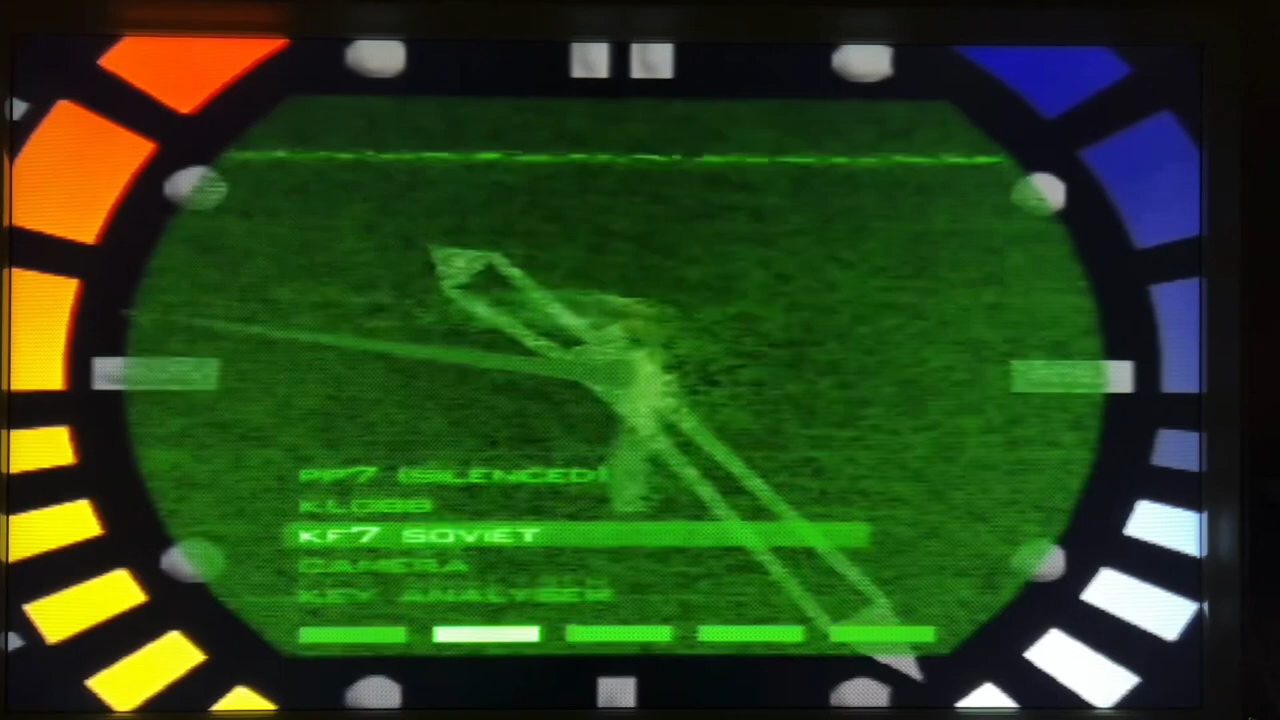 PP7 (SILENCED)
KLOBB
KF7 SOVIET
CAMERA
KEY ANALYSER